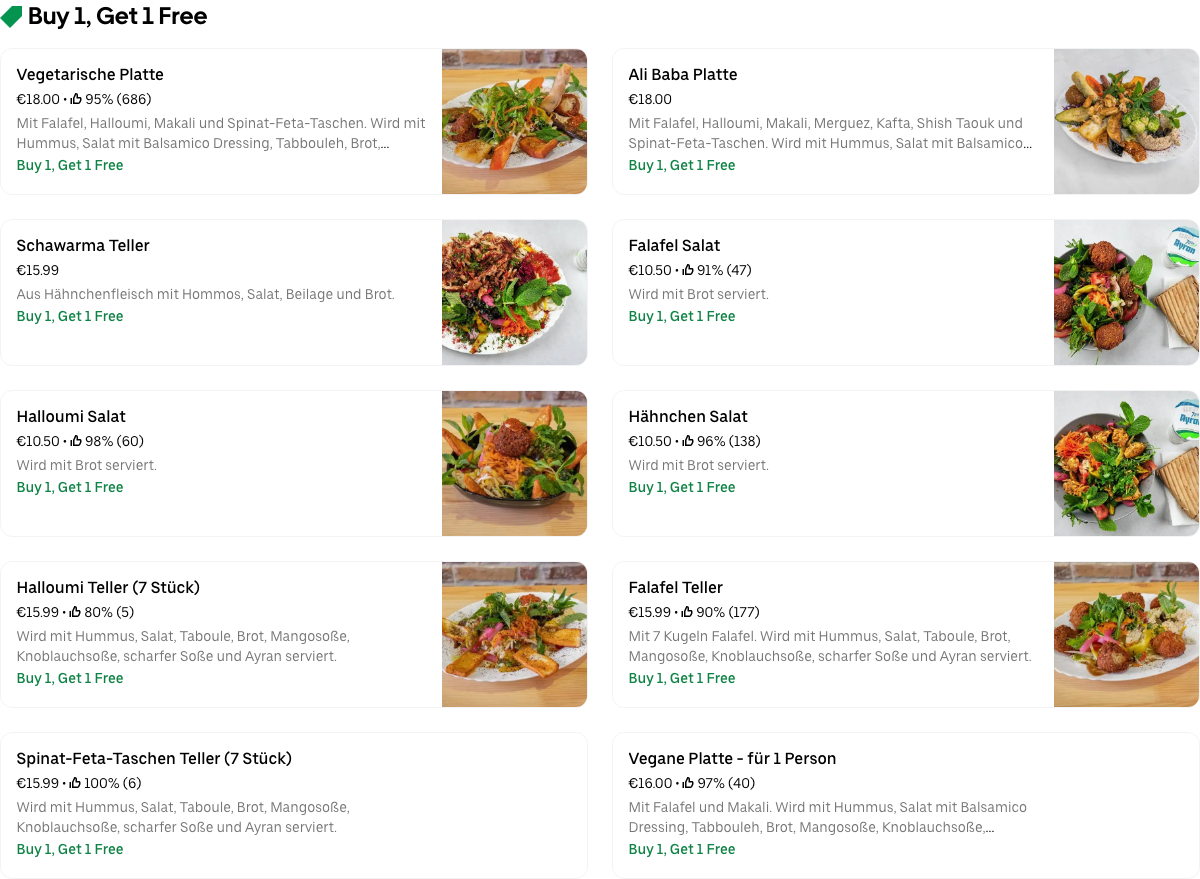 Buy 1, Get 1 Free
Vegetarische Platte
€18.00 • 95% (686)
Mit Falafel, Halloumi, Makali und Spinat-Feta-Taschen. Wird mit
Hummus, Salat mit Balsamico Dressing, Tabbouleh, Brot,...
Buy 1, Get 1 Free
Ali Baba Platte
€18.00
Mit Falafel, Halloumi, Makali, Merguez, Kafta, Shish Taouk und
Spinat-Feta-Taschen. Wird mit Hummus, Salat mit Balsamico...
Buy 1, Get 1 Free
Schawarma Teller
€15.99
Aus Hähnchenfleisch mit Hommos, Salat, Beilage und Brot.
Buy 1, Get 1 Free
Falafel Salat
€10.50 • 91% (47)
Wird mit Brot serviert.
Buy 1, Get 1 Free
Ayran
Halloumi Salat
€10.50 • 98% (60)
Wird mit Brot serviert.
Buy 1, Get 1 Free
Hähnchen Salat
€10.50 • 96% (138)
Wird mit Brot serviert.
Buy 1, Get 1 Free
Ayran
Halloumi Teller (7 Stück)
€15.99 • 80% (5)
Wird mit Hummus, Salat, Taboule, Brot, Mangosoße,
Knoblauchsoße, scharfer Soße und Ayran serviert.
Buy 1, Get 1 Free
Falafel Teller
€15.99 • 90% (177)
Mit 7 Kugeln Falafel. Wird mit Hummus, Salat, Taboule, Brot,
Mangosoße, Knoblauchsoße, scharfer Soße und Ayran serviert.
Buy 1, Get 1 Free
Spinat-Feta-Taschen Teller (7 Stück)
€15.99 • 100% (6)
Wird mit Hummus, Salat, Taboule, Brot, Mangosoße,
Knoblauchsoße, scharfer Soße und Ayran serviert.
Buy 1, Get 1 Free
Vegane Platte - für 1 Person
€16.00 • 97% (40)
Mit Falafel und Makali. Wird mit Hummus, Salat mit Balsamico
Dressing, Tabbouleh, Brot, Mangosoße, Knoblauchsoße,...
Buy 1, Get 1 Free